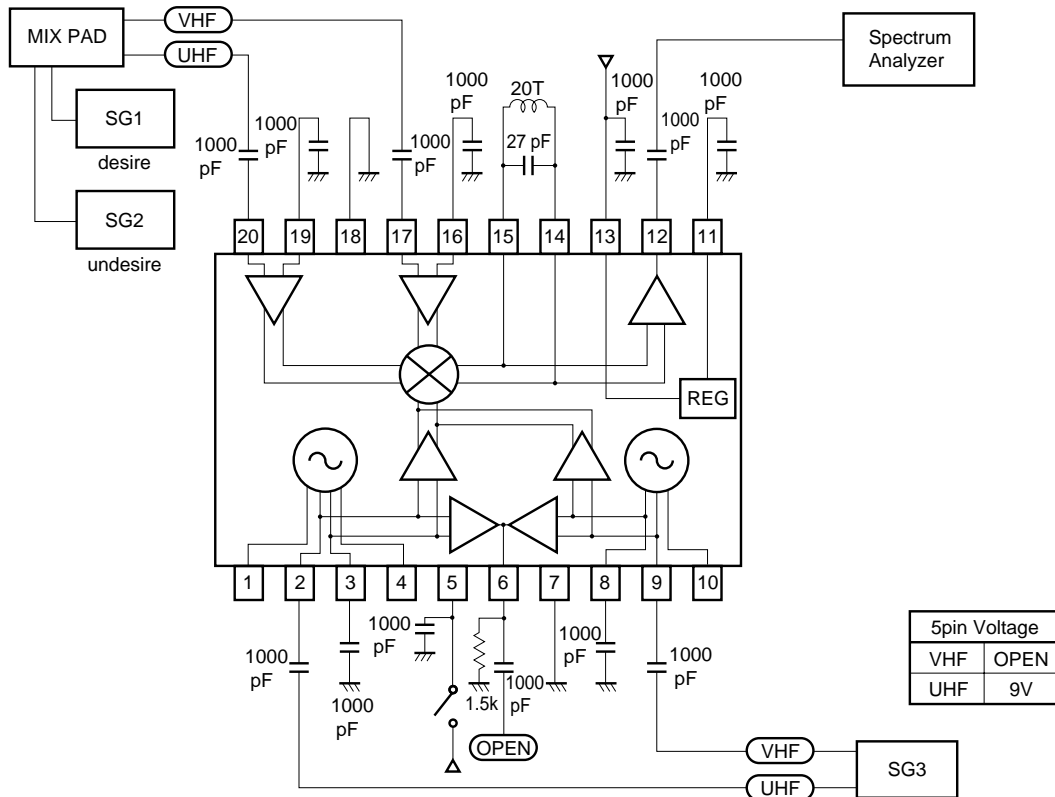 MIX PAD
VHF
UHF
SG1
desire
SG2
undesire
Spectrum
Analyzer
1000
pF
1000
pF
1000
pF
1000
pF
20T
27 pF
1000
pF
1000
pF
1000
pF
20
19
18
17
16
15
14
13
12
11
REG
1
2
3
4
5
6
7
8
9
10
1000
pF
1000
pF
1000
pF
1.5k
1000
pF
OPEN
1000
pF
1000
pF
5pin Voltage
VHF OPEN
UHF 9V
VHF
UHF
SG3